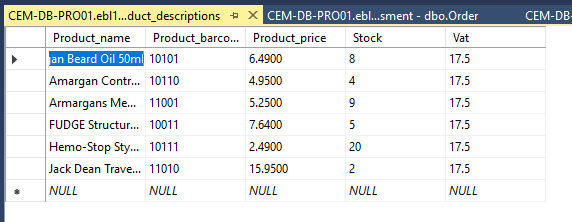 CEM-DB-PRO01.ebl1...duct_descriptions CEM-DB-PRO01.ebl...sment - dbo.Order CEM-DB-PRO01.eb
Product_name Product_barco... Product_price Stock Vat
an Beard Oil 50ml 10101 6.4900 8 17.5
Amargan Contr... 10110 4.9500 4 17.5
Armargans Me... 11001 5.2500 9 17.5
FUDGE Structur... 10011 7.6400 5 17.5
Hemo-Stop Sty... 10111 2.4900 20 17.5
Jack Dean Trave... 11010 15.9500 2 17.5
NULL NULL NULL NULL NULL